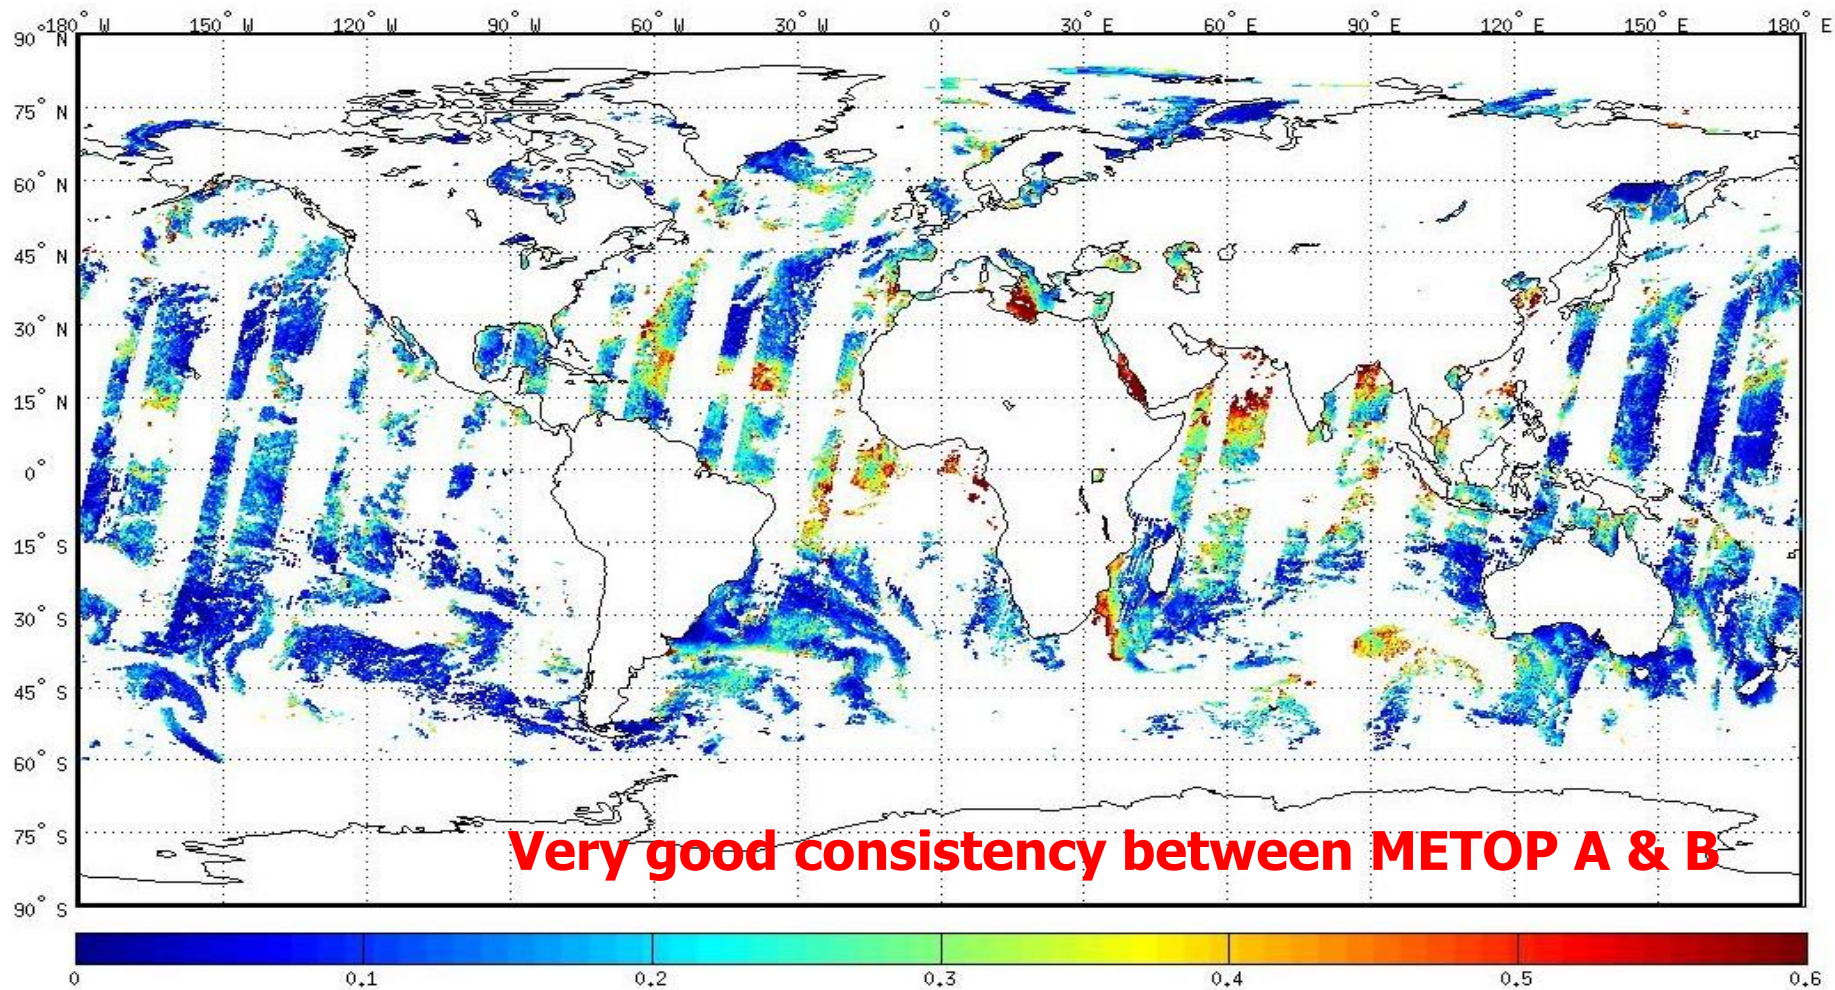 -180° W 150° W 120° W 90° W 60° W 30° W 0° 30° E 60° E 90° E 120° E 150° E 180° E
90° N
75° N
60° N
45° N
30° N
15° N
0°
15° S
30° S
45° S
60° S
75° S
Very good consistency between METOP A & B
90° S
0 0.1 0.2 0.3 0.4 0.5 0.6